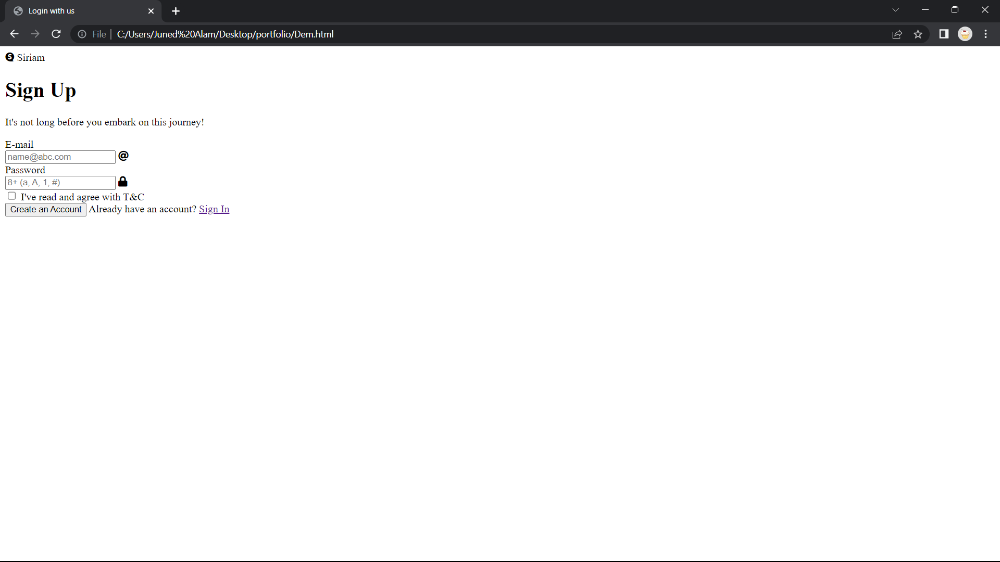 Login with us
File C:/Users/Juned%20Alam/Desktop/portfolio/Dem.html
S Siriam
Sign Up
It's not long before you embark on this journey!
E-mail
name@abc.com @
Password
8+ (a, A, 1, #)
I've read and agree with T&C
Create an Account Already have an account? Sign In